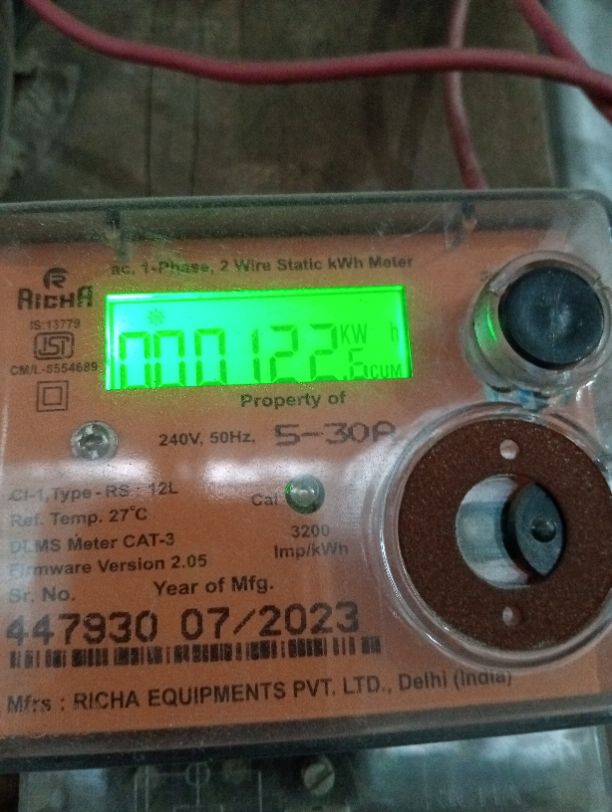 ac, 1-Phase, 2 Wire Static kWh Meter
RICHA
IS:13779
ISI
CM/L-8554689
000122.6 KW h
CUM
Property of
240V, 50Hz, 5-30A
Cl-1, Type - RS : 12L
Ref. Temp. 27°C
DLMS Meter CAT-3
Firmware Version 2.05
Cal
3200
Imp/kWh
Sr. No. Year of Mfg.
447930 07/2023
Mfrs : RICHA EQUIPMENTS PVT. LTD., Delhi (India)